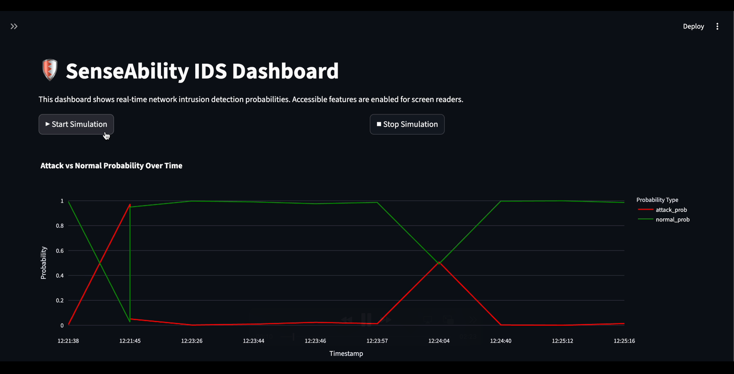 Deploy
SenseAbility IDS Dashboard
This dashboard shows real-time network intrusion detection probabilities. Accessible features are enabled for screen readers.
Start Simulation
Stop Simulation
Attack vs Normal Probability Over Time
Probability Type
attack_prob
normal_prob
Probability
1
0.8
0.6
0.4
0.2
0
12:21:38 12:21:45 12:23:26 12:23:44 12:23:46 12:23:57 12:24:04 12:24:40 12:25:12 12:25:16
Timestamp